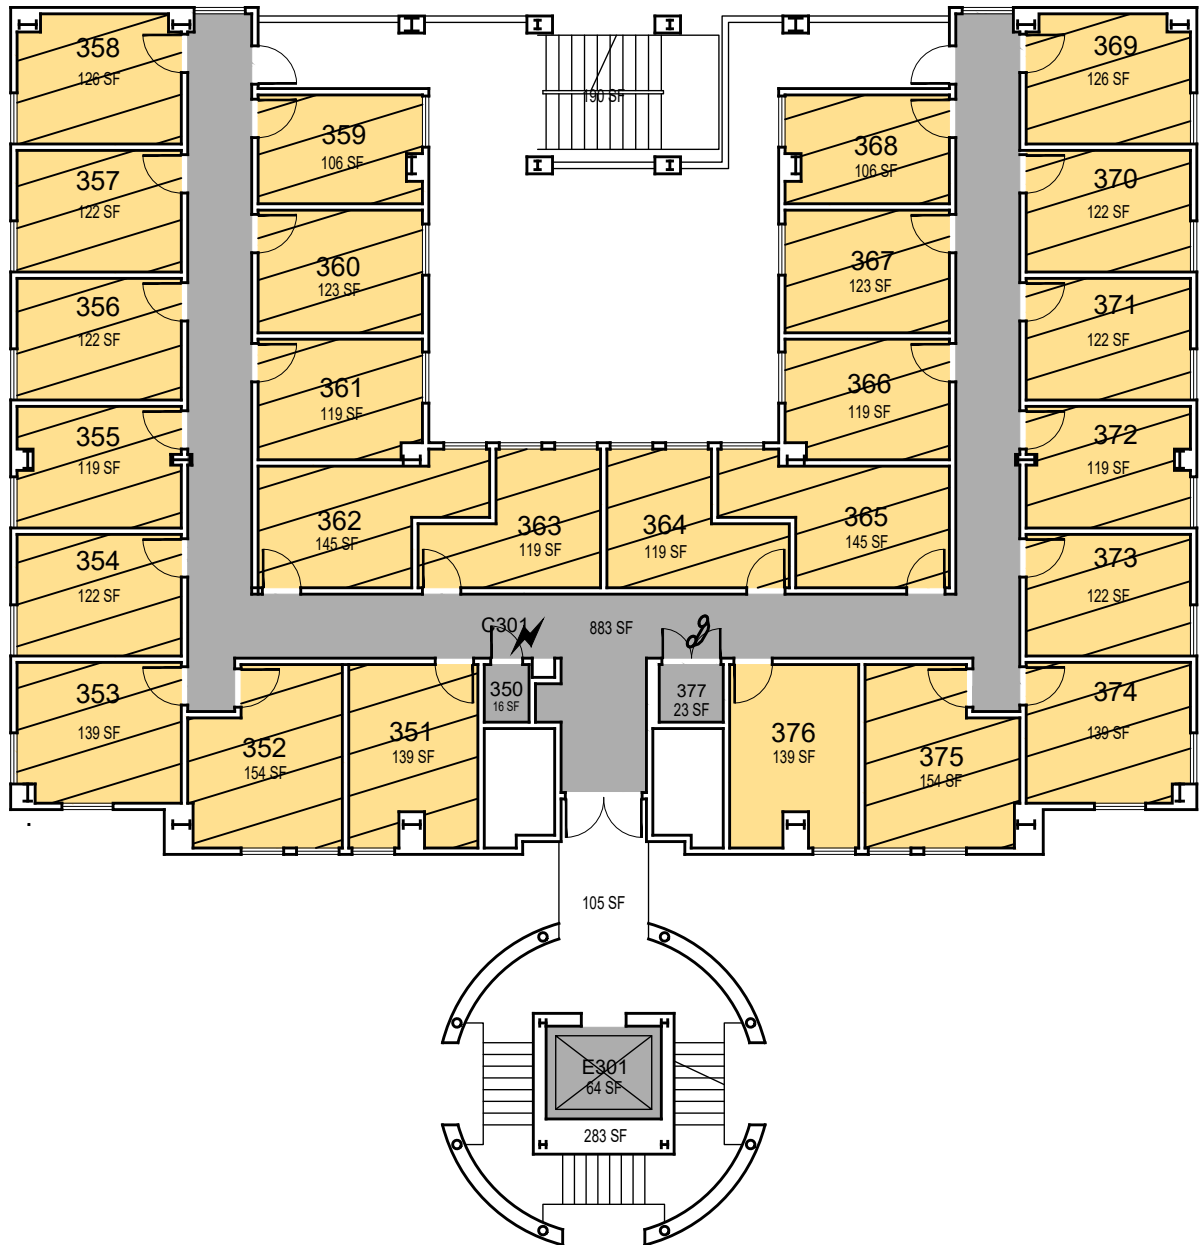 358
126 SF
369
126 SF
190 SF
359
106 SF
368
106 SF
357
122 SF
370
122 SF
360
123 SF
367
123 SF
356
122 SF
371
122 SF
361
119 SF
366
119 SF
355
119 SF
372
119 SF
362
145 SF
363
119 SF
364
119 SF
365
145 SF
354
122 SF
373
122 SF
C301
883 SF
353
139 SF
350
16 SF
377
23 SF
374
139 SF
352
154 SF
351
139 SF
376
139 SF
375
154 SF
105 SF
E301
64 SF
283 SF